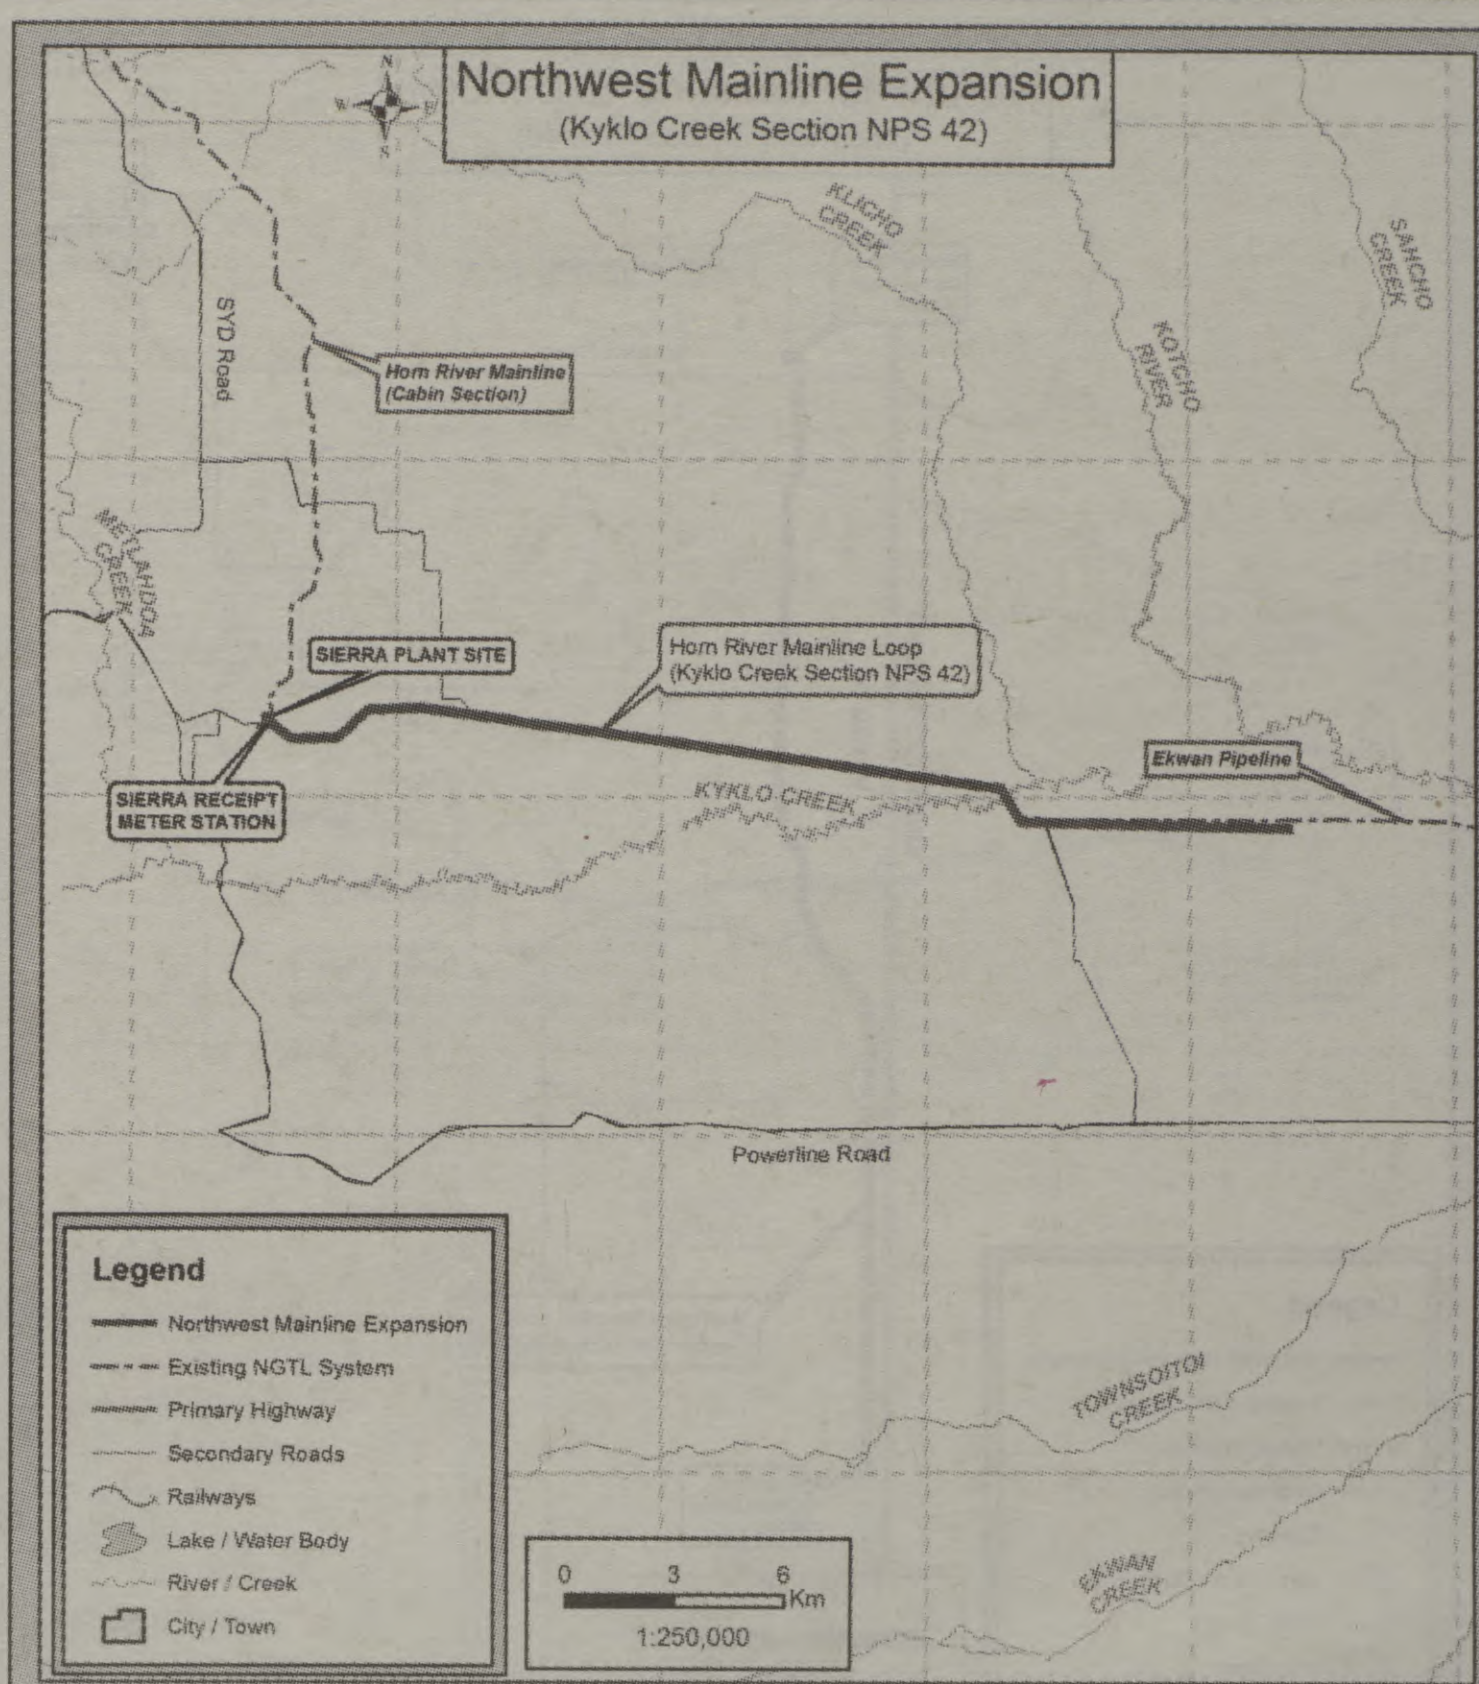 Northwest Mainline Expansion
(Kyklo Creek Section NPS 42)
N
W
E
S
KLICHO
CREEK
SAHCHO
CREEK
SYD Road
KOTCHO
RIVER
Horn River Mainline
(Cabin Section)
METLAHDOA
CREEK
SIERRA PLANT SITE
Horn River Mainline Loop
(Kyklo Creek Section NPS 42)
Ekwan Pipeline
SIERRA RECEIPT
METER STATION
KYKLO CREEK
Powerline Road
Legend
Northwest Mainline Expansion
Existing NGTL System
Primary Highway
Secondary Roads
Railways
Lake / Water Body
River / Creek
City / Town
TOWNSOITOI
CREEK
EKWAN
CREEK
0 3 6
Km
1:250,000